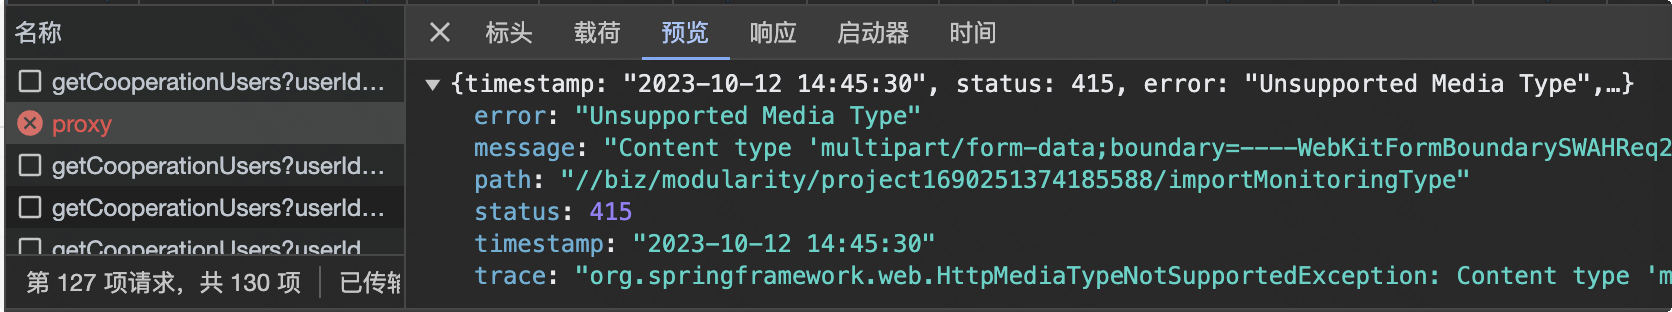 名称
标头 载荷 预览 响应 启动器 时间
getCooperationUsers?userId...
proxy
getCooperationUsers?userId...
getCooperationUsers?userId...
getCooperationUsers?userId
第 127 项请求，共 130 项 已传输
{timestamp: "2023-10-12 14:45:30", status: 415, error: "Unsupported Media Type",…}
error: "Unsupported Media Type"
message: "Content type 'multipart/form-data;boundary=----WebKitFormBoundarySWAHReq2
path: "//biz/modularity/project1690251374185588/importMonitoringType"
status: 415
timestamp: "2023-10-12 14:45:30"
trace: "org.springframework.web.HttpMediaTypeNotSupportedException: Content type 'm